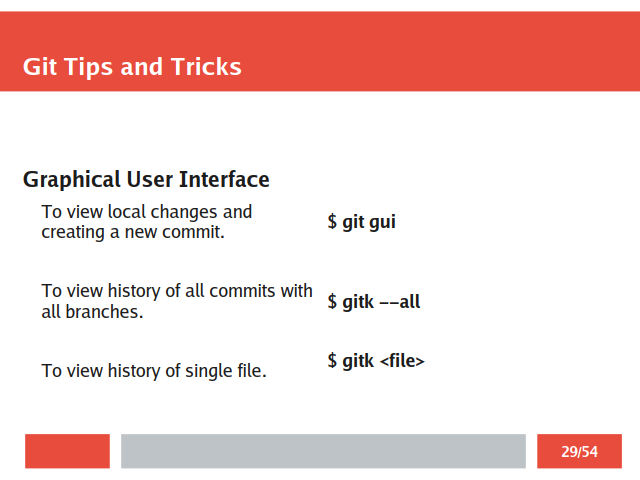 Git Tips and Tricks
Graphical User Interface
To view local changes and
creating a new commit.
$ git gui
To view history of all commits with
all branches.
$ gitk --all
To view history of single file.
$ gitk <file>
29/54